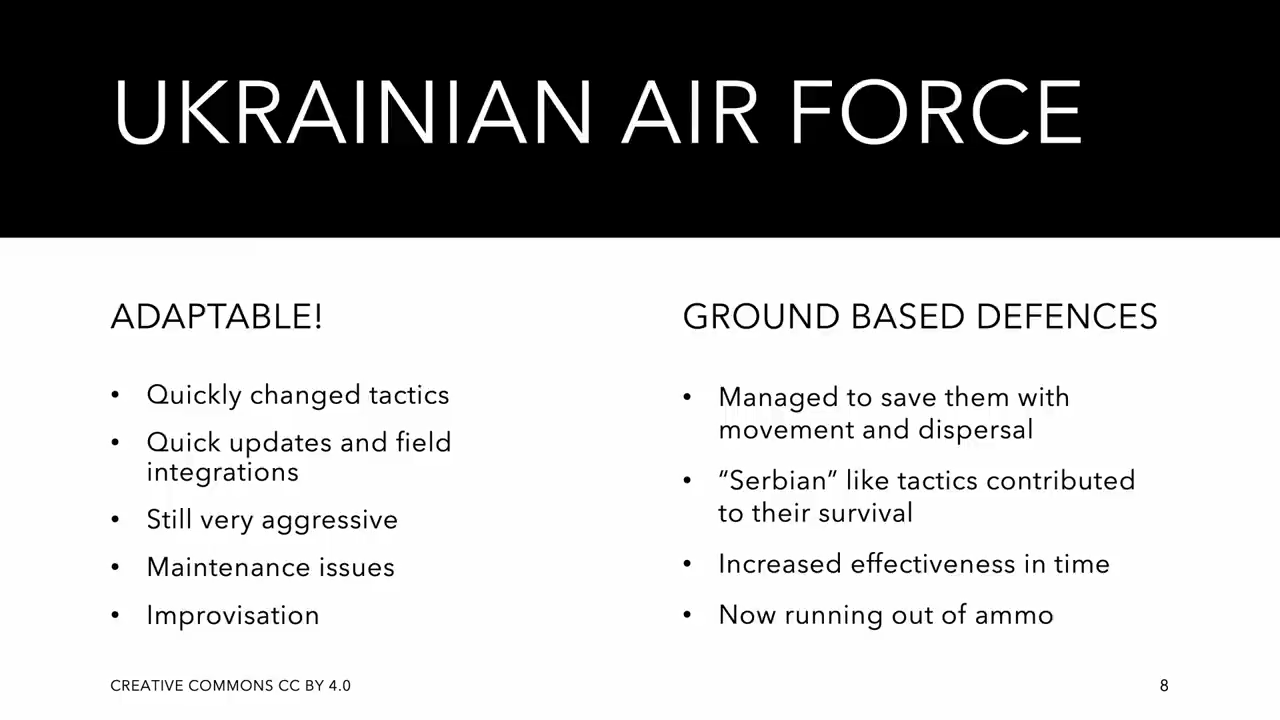 UKRAINIAN AIR FORCE
ADAPTABLE!
• Quickly changed tactics
• Quick updates and field
integrations
• Still very aggressive
• Maintenance issues
• Improvisation
GROUND BASED DEFENCES
• Managed to save them with
movement and dispersal
• “Serbian” like tactics contributed
to their survival
• Increased effectiveness in time
• Now running out of ammo
CREATIVE COMMONS CC BY 4.0
8